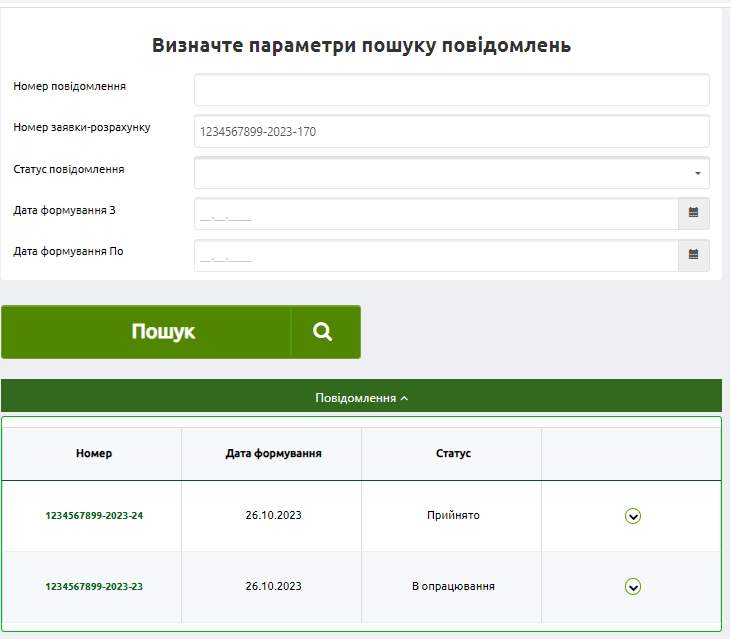 Визначте параметри пошуку повідомлень
Номер повідомлення
Номер заявки-розрахунку 1234567899-2023-170
Статус повідомлення
Дата формування З __.__.____
Дата формування По __.__.____
Пошук
Повідомлення
Номер Дата формування Статус
1234567899-2023-24 26.10.2023 Прийнято
1234567899-2023-23 26.10.2023 В опрацювання